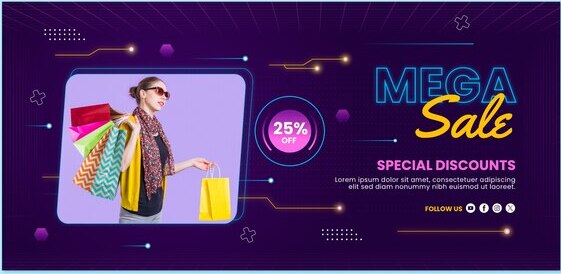 MEGA
Sale
25%
OFF
SPECIAL DISCOUNTS
Lorem ipsum dolor sit amet, consectetuer adipiscing
elit, sed diam nonummy nibh euismod tincidunt ut laoreet.
FOLLOW US